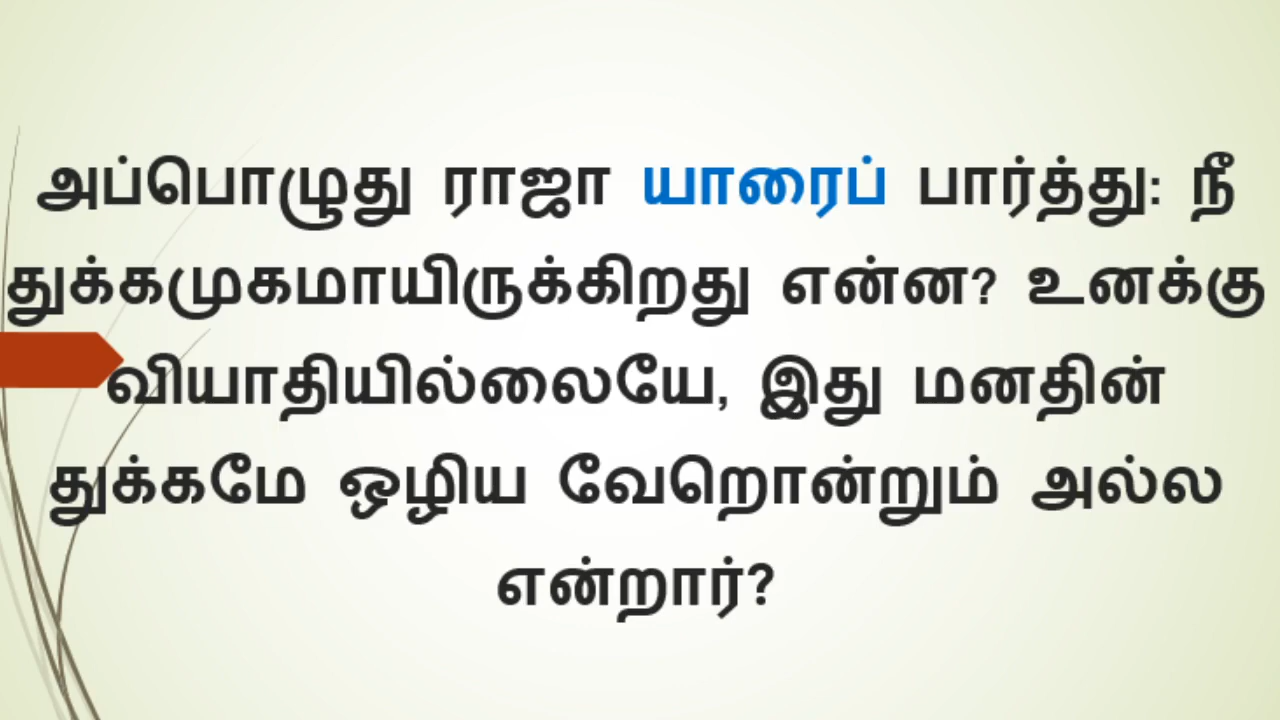 அப்பொழுது ராஜா யாரைப் பார்த்து: நீ
துக்கமுகமாயிருக்கிறது என்ன? உனக்கு
வியாதியில்லையே, இது மனதின்
துக்கமே ஒழிய வேறொன்றும் அல்ல
என்றார்?